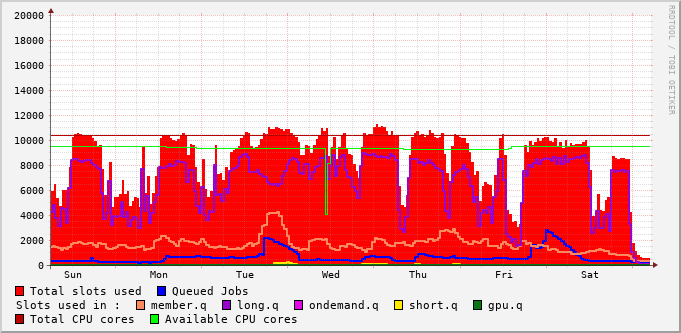 20000
18000
16000
14000
12000
10000
8000
6000
4000
2000
0
Sun Mon Tue Wed Thu Fri Sat
RRDTOOL / TOBI OETIKER
Total slots used Queued Jobs
Slots used in : member.q long.q ondemand.q short.q gpu.q
Total CPU cores Available CPU cores